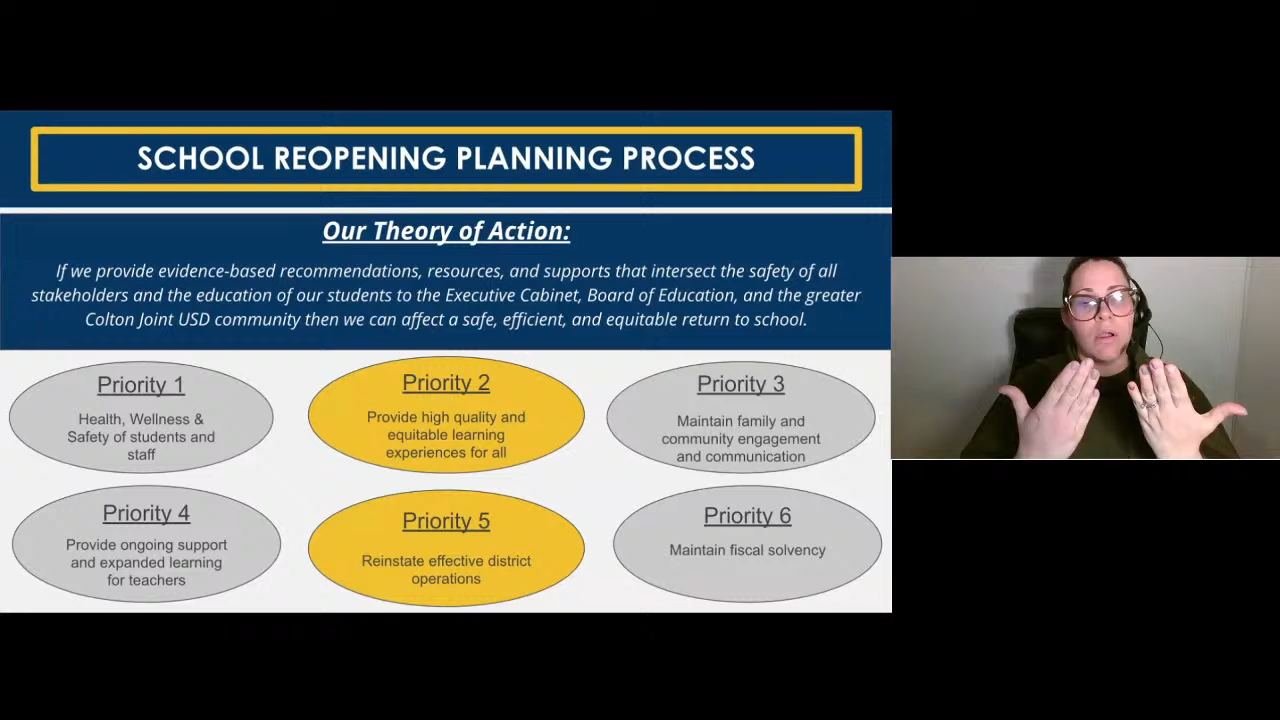 SCHOOL REOPENING PLANNING PROCESS
Our Theory of Action:
If we provide evidence-based recommendations, resources, and supports that intersect the safety of all
stakeholders and the education of our students to the Executive Cabinet, Board of Education, and the greater
Colton Joint USD community then we can affect a safe, efficient, and equitable return to school.
Priority 1
Health, Wellness &
Safety of students and
staff
Priority 2
Provide high quality and
equitable learning
experiences for all
Priority 3
Maintain family and
community engagement
and communication
Priority 4
Provide ongoing support
and expanded learning
for teachers
Priority 5
Reinstate effective district
operations
Priority 6
Maintain fiscal solvency